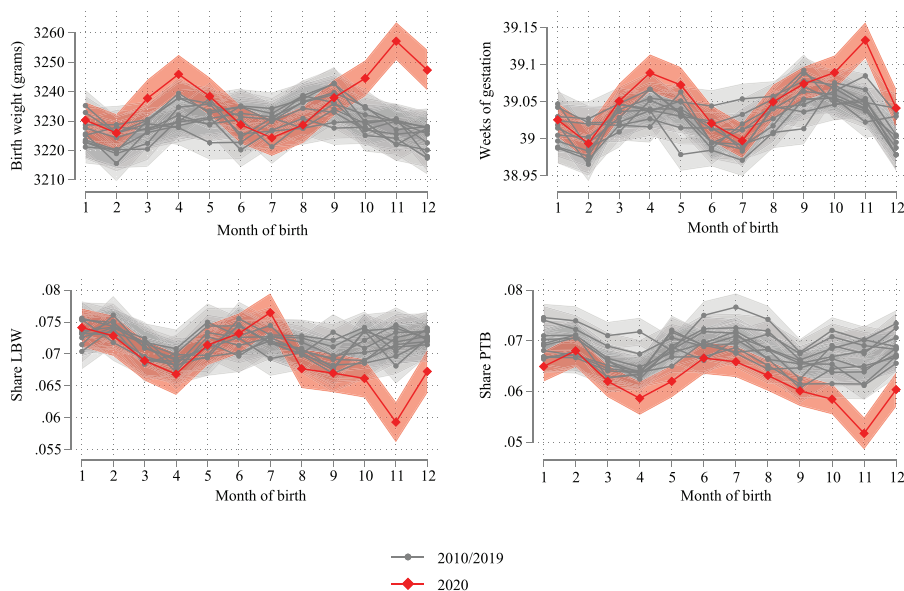 Birth weight (grams)
3260
3250
3240
3230
3220
3210
1 2 3 4 5 6 7 8 9 10 11 12
Month of birth
Weeks of gestation
39.15
39.1
39.05
39
38.95
1 2 3 4 5 6 7 8 9 10 11 12
Month of birth
Share LBW
.08
.075
.07
.065
.06
.055
1 2 3 4 5 6 7 8 9 10 11 12
Month of birth
Share PTB
.08
.07
.06
.05
1 2 3 4 5 6 7 8 9 10 11 12
Month of birth
2010/2019
2020